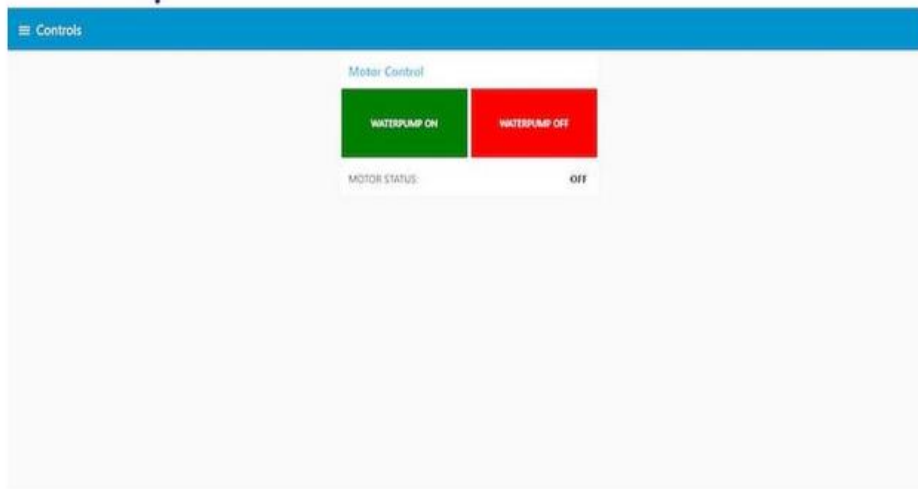 Controls
Motor Control
WATERPUMP ON
WATERPUMP OFF
MOTOR STATUS: OFF